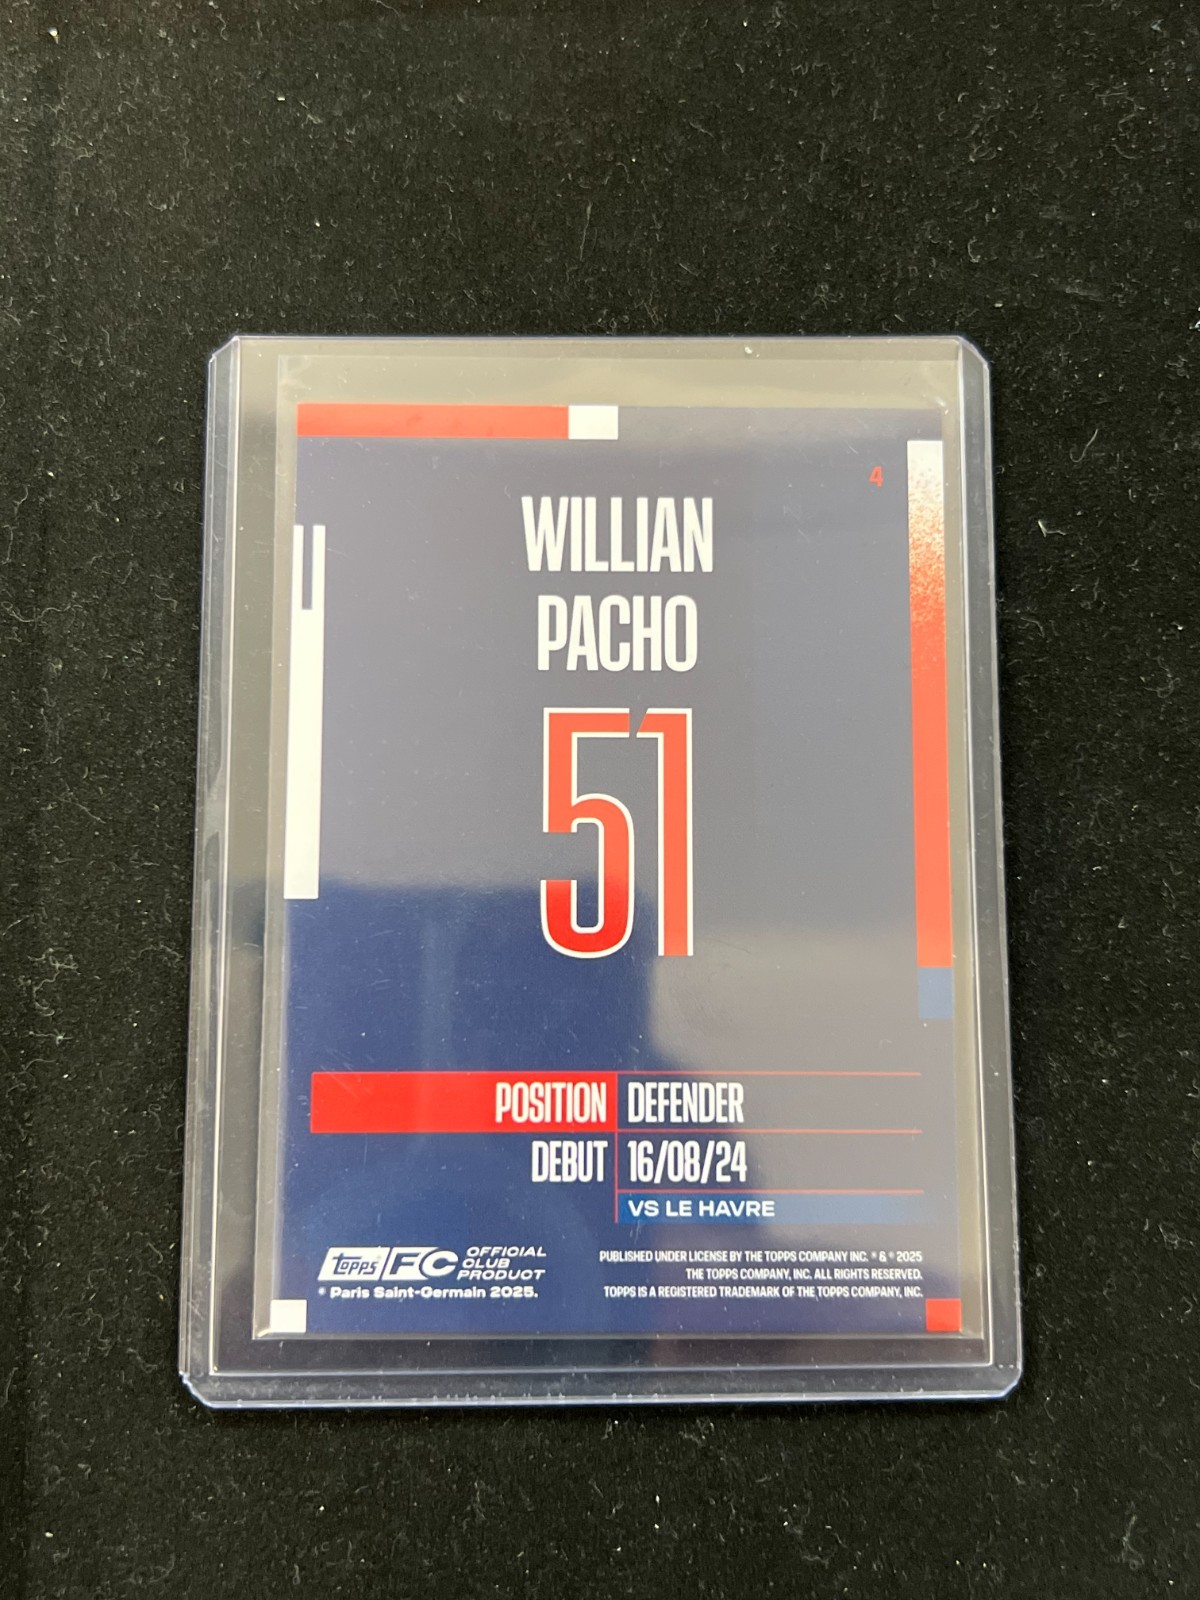 4
WILLIAN
PACHO
51
POSITION DEFENDER
DEBUT 16/08/24
VS LE HAVRE
topps FC OFFICIAL
CLUB
PRODUCT
® Paris Saint-Germain 2025.
PUBLISHED UNDER LICENSE BY THE TOPPS COMPANY INC. ® & © 2025
THE TOPPS COMPANY, INC. ALL RIGHTS RESERVED.
TOPPS IS A REGISTERED TRADEMARK OF THE TOPPS COMPANY, INC.